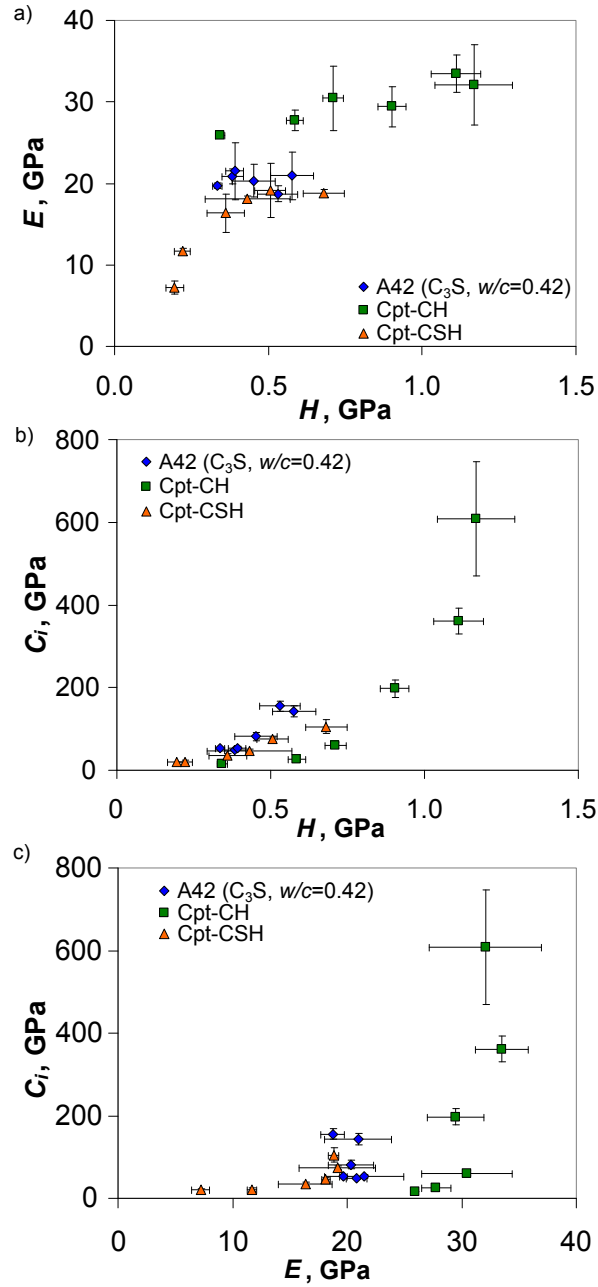 a)
40
30
20
10
0
E, GPa
A42 (C₃S, w/c=0.42)
Cpt-CH
Cpt-CSH
0.0 0.5 1.0 1.5
H, GPa
b)
800
600
400
200
0
Cᵢ, GPa
A42 (C₃S, w/c=0.42)
Cpt-CH
Cpt-CSH
0 0.5 1.0 1.5
H, GPa
c)
800
600
400
200
0
Cᵢ, GPa
A42 (C₃S, w/c=0.42)
Cpt-CH
Cpt-CSH
0 10 20 30 40
E, GPa